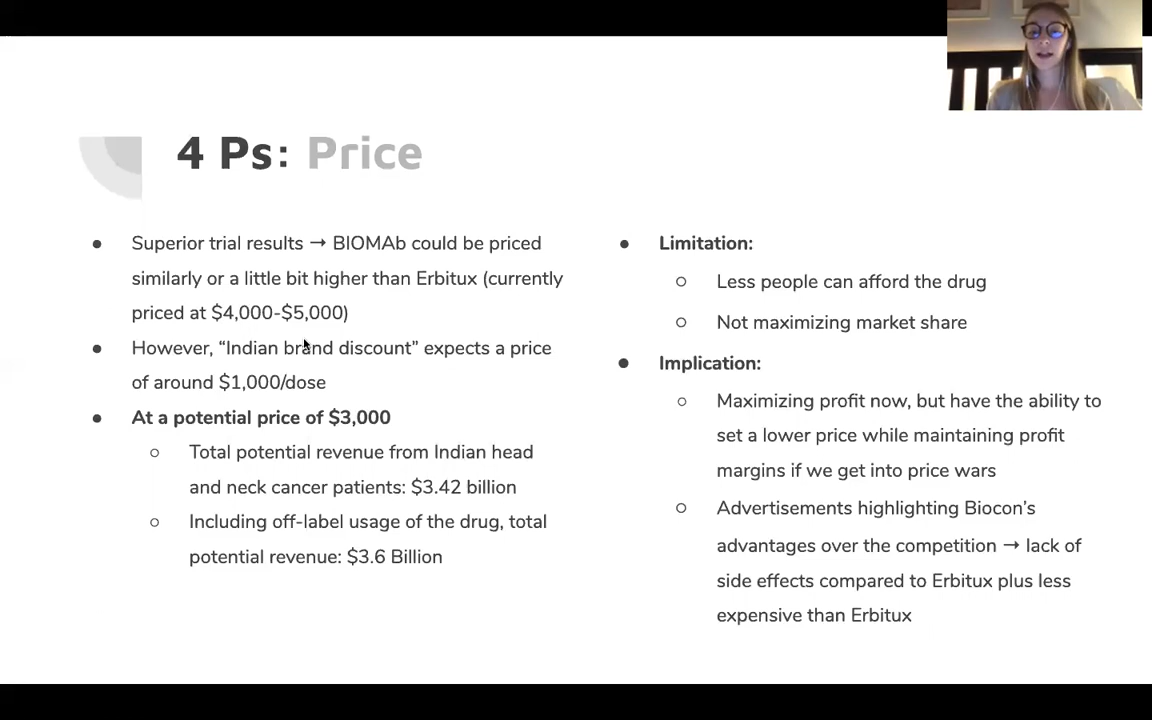 4 Ps: Price
● Superior trial results → BIOMAb could be priced
similarly or a little bit higher than Erbitux (currently
priced at $4,000-$5,000)
● However, “Indian brand discount” expects a price
of around $1,000/dose
● At a potential price of $3,000
○ Total potential revenue from Indian head
and neck cancer patients: $3.42 billion
○ Including off-label usage of the drug, total
potential revenue: $3.6 Billion
● Limitation:
○ Less people can afford the drug
○ Not maximizing market share
● Implication:
○ Maximizing profit now, but have the ability to
set a lower price while maintaining profit
margins if we get into price wars
○ Advertisements highlighting Biocon’s
advantages over the competition → lack of
side effects compared to Erbitux plus less
expensive than Erbitux